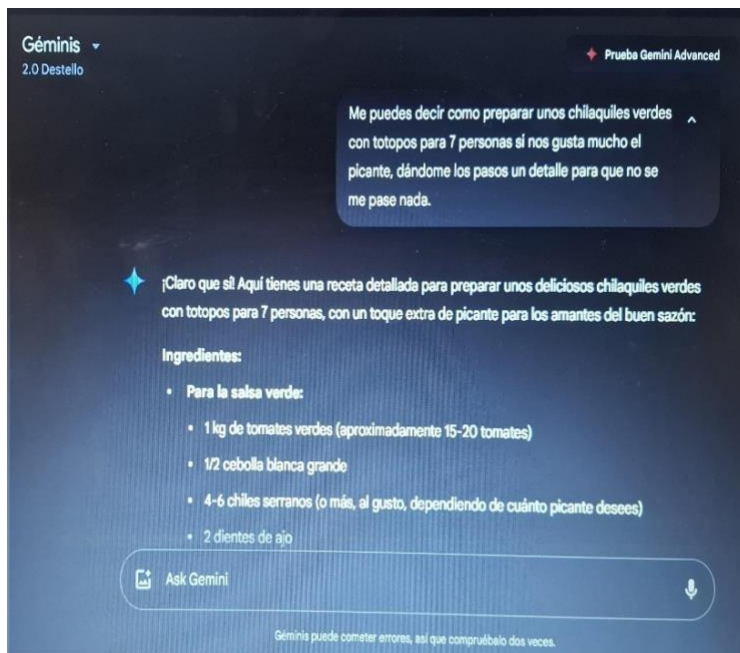 Géminis
2.0 Destello
Prueba Gemini Advanced
Me puedes decir como preparar unos chilaquiles verdes
con totopos para 7 personas si nos gusta mucho el
picante, dándome los pasos un detalle para que no se
me pase nada.
¡Claro que sí! Aquí tienes una receta detallada para preparar unos deliciosos chilaquiles verdes
con totopos para 7 personas, con un toque extra de picante para los amantes del buen sazón:
Ingredientes:
• Para la salsa verde:
• 1 kg de tomates verdes (aproximadamente 15-20 tomates)
• 1/2 cebolla blanca grande
• 4-6 chiles serranos (o más, al gusto, dependiendo de cuánto picante desees)
• 2 dientes de ajo
Ask Gemini
Géminis puede cometer errores, así que compruébalo dos veces.